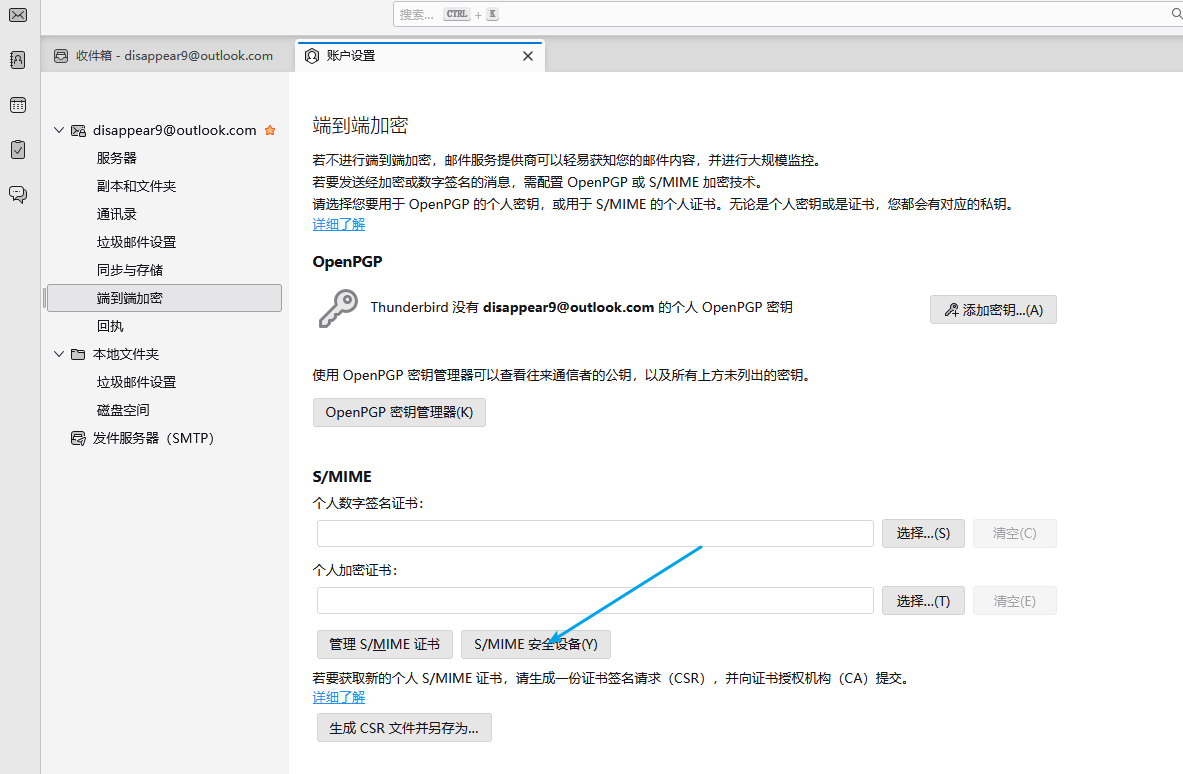 搜索... CTRL + K
收件箱 - disappear9@outlook.com
账户设置
disappear9@outlook.com
服务器
副本和文件夹
通讯录
垃圾邮件设置
同步与存储
端到端加密
回执
本地文件夹
垃圾邮件设置
磁盘空间
发件服务器（SMTP）
端到端加密
若不进行端到端加密，邮件服务提供商可以轻易获知您的邮件内容，并进行大规模监控。
若要发送经加密或数字签名的消息，需配置 OpenPGP 或 S/MIME 加密技术。
请选择您要用于 OpenPGP 的个人密钥，或用于 S/MIME 的个人证书。无论是个人密钥或是证书，您都会有对应的私钥。
详细了解
OpenPGP
Thunderbird 没有 disappear9@outlook.com 的个人 OpenPGP 密钥
添加密钥...(A)
使用 OpenPGP 密钥管理器可以查看往来通信者的公钥，以及所有上方未列出的密钥。
OpenPGP 密钥管理器(K)
S/MIME
个人数字签名证书：
选择...(S) 清空(C)
个人加密证书：
选择...(T) 清空(E)
管理 S/MIME 证书 S/MIME 安全设备(Y)
若要获取新的个人 S/MIME 证书，请生成一份证书签名请求（CSR），并向证书授权机构（CA）提交。
详细了解
生成 CSR 文件并另存为...